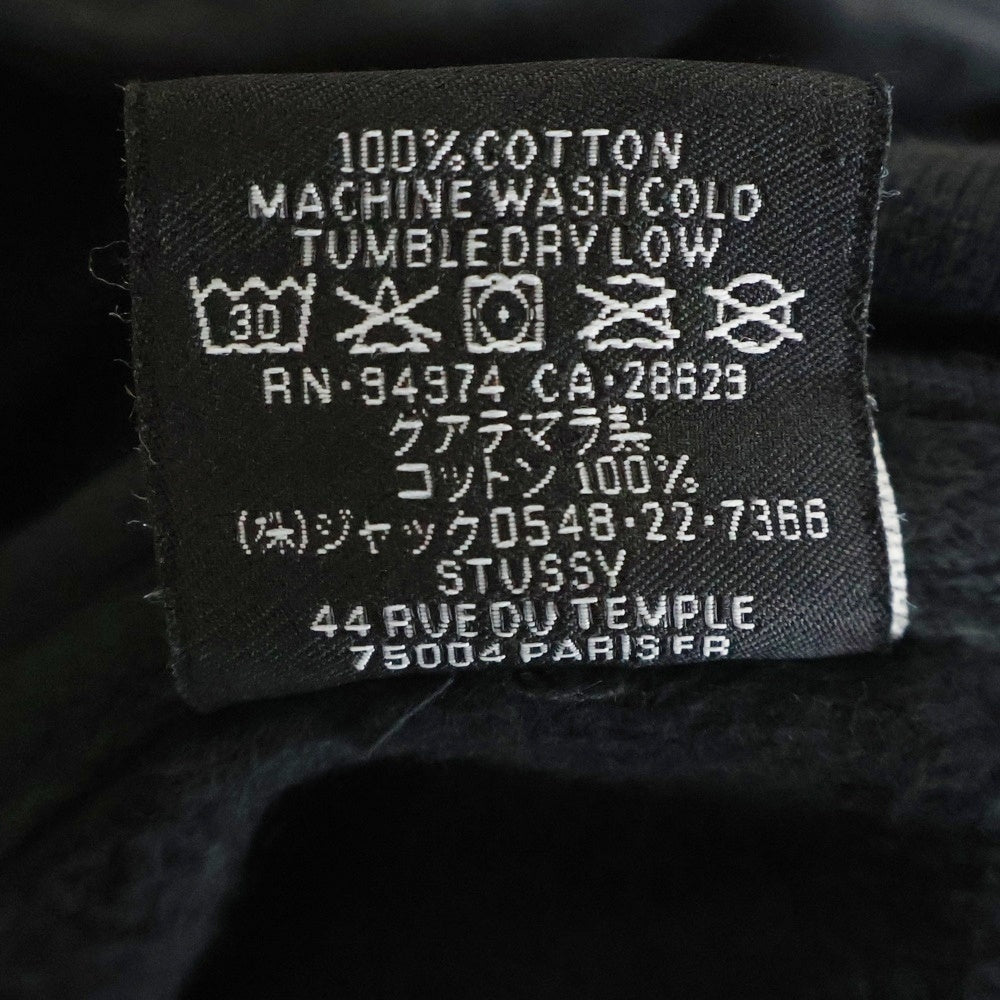 100% COTTON
MACHINE WASH COLD
TUMBLE DRY LOW
30
RN·94974 CA·28629
グアテマラ製
コットン 100%
(株)ジャック0548·22·7366
STUSSY
44 RUE DU TEMPLE
75004 PARIS FR